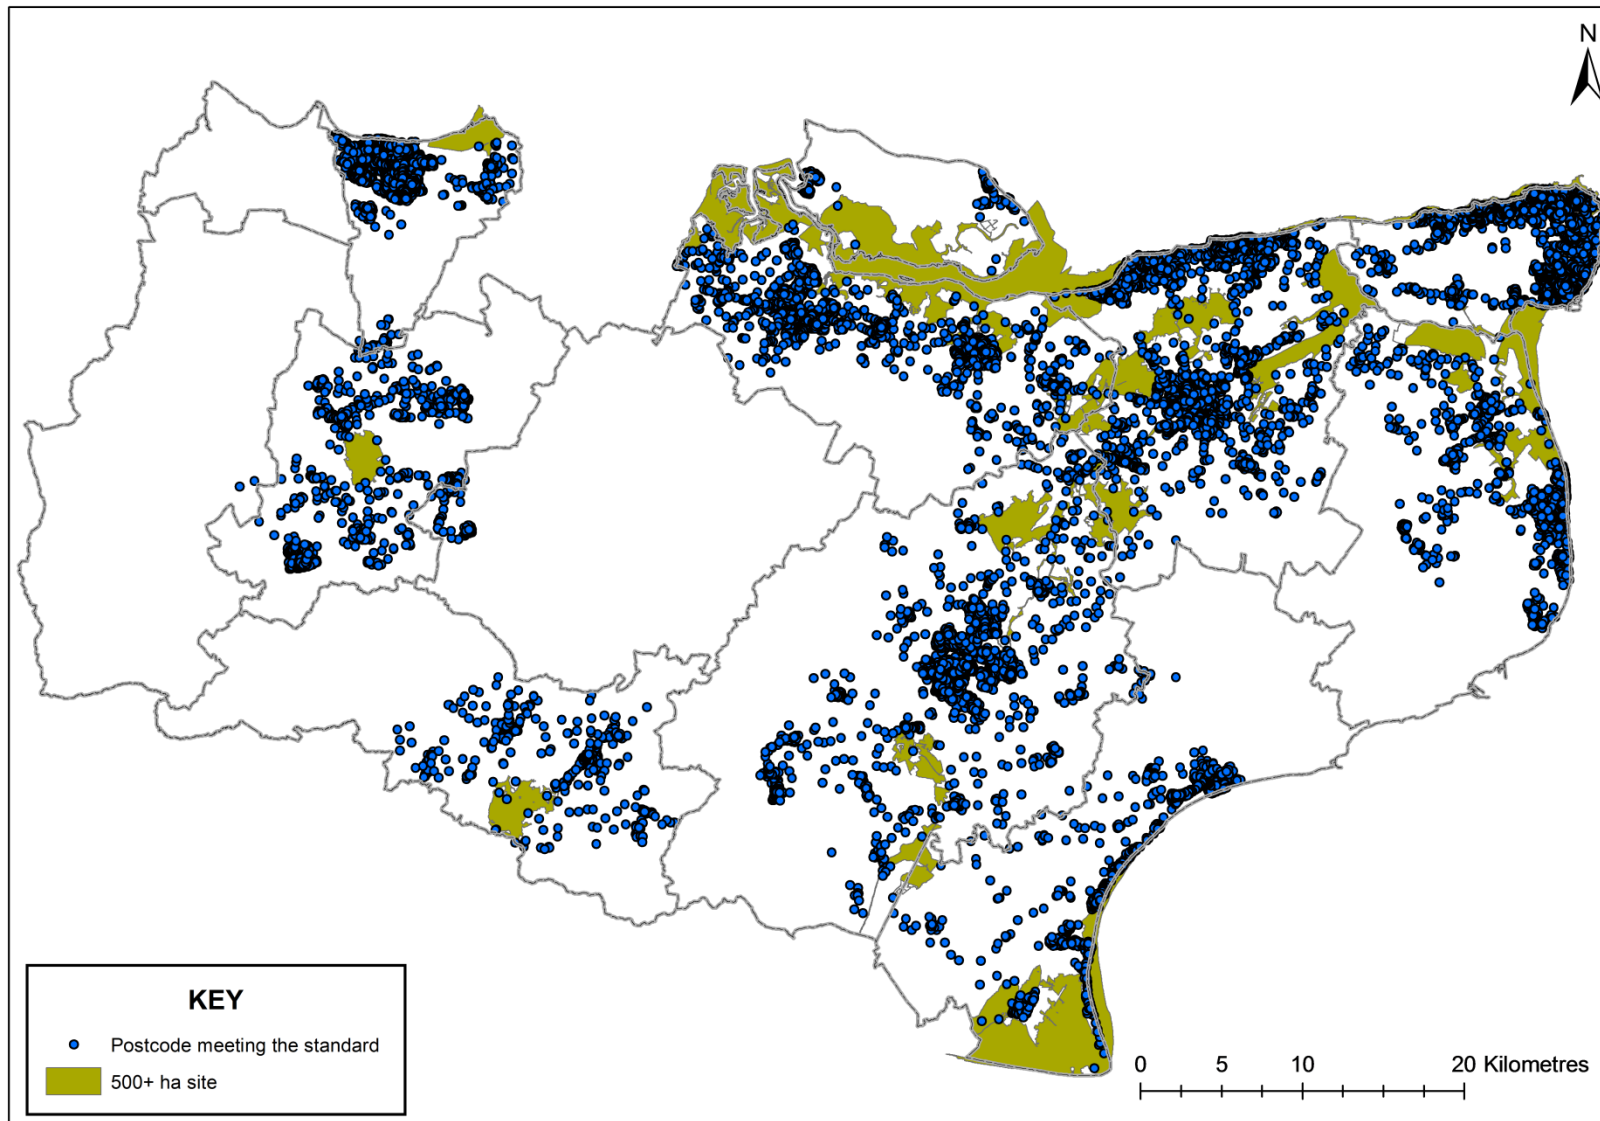 N
KEY
Postcode meeting the standard
500+ ha site
0 5 10 20 Kilometres